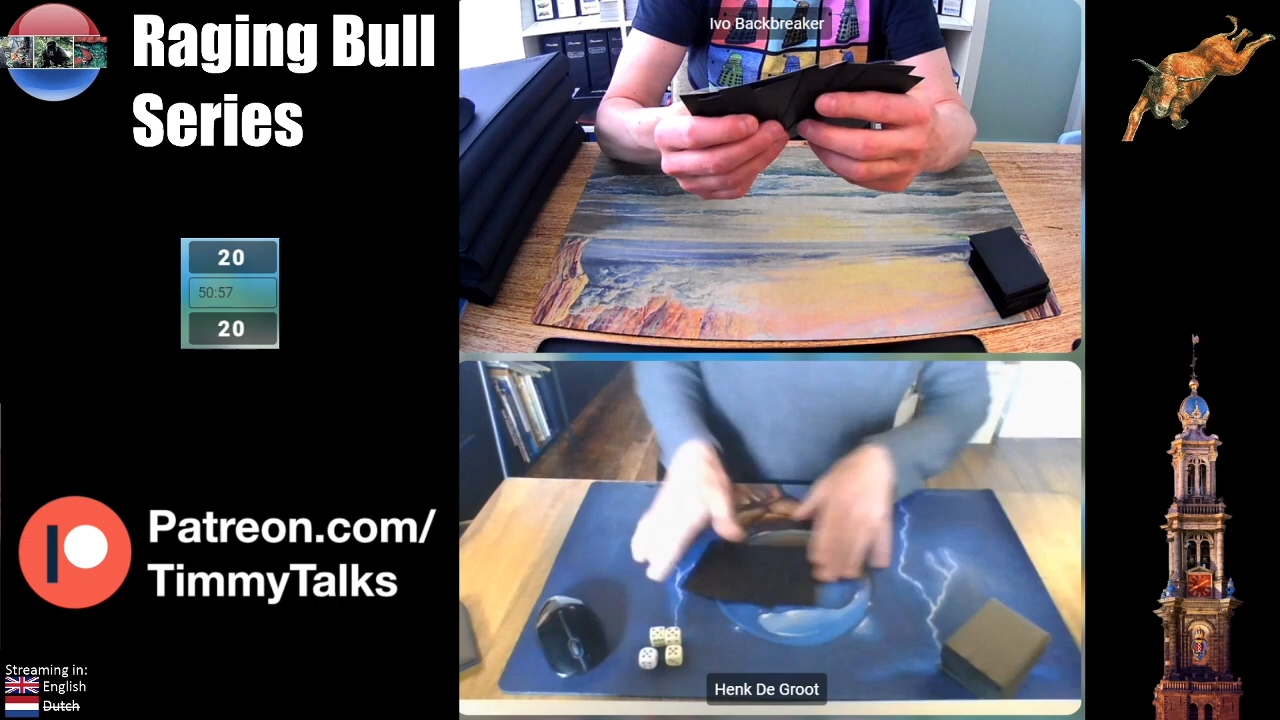 Raging Bull
Series
Ivo Backbreaker
20
50:57
20
Patreon.com/
TimmyTalks
Streaming in:
English
Dutch
Henk De Groot